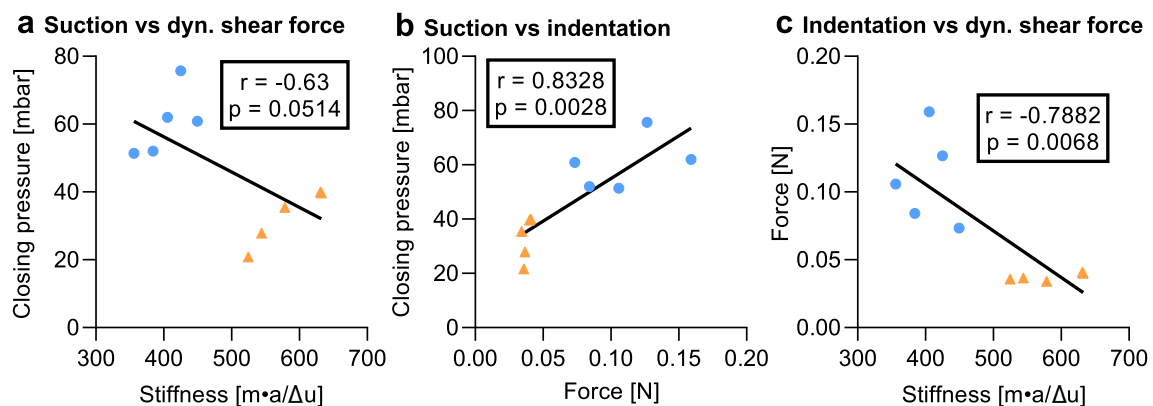 a Suction vs dyn. shear force
80
60
40
20
0
300 400 500 600 700
Closing pressure [mbar]
Stiffness [m•a/Δu]
r = -0.63
p = 0.0514
b Suction vs indentation
100
80
60
40
20
0
0.00 0.05 0.10 0.15 0.20
Closing pressure [mbar]
Force [N]
r = 0.8328
p = 0.0028
c Indentation vs dyn. shear force
0.20
0.15
0.10
0.05
0.00
300 400 500 600 700
Force [N]
Stiffness [m•a/Δu]
r = -0.7882
p = 0.0068